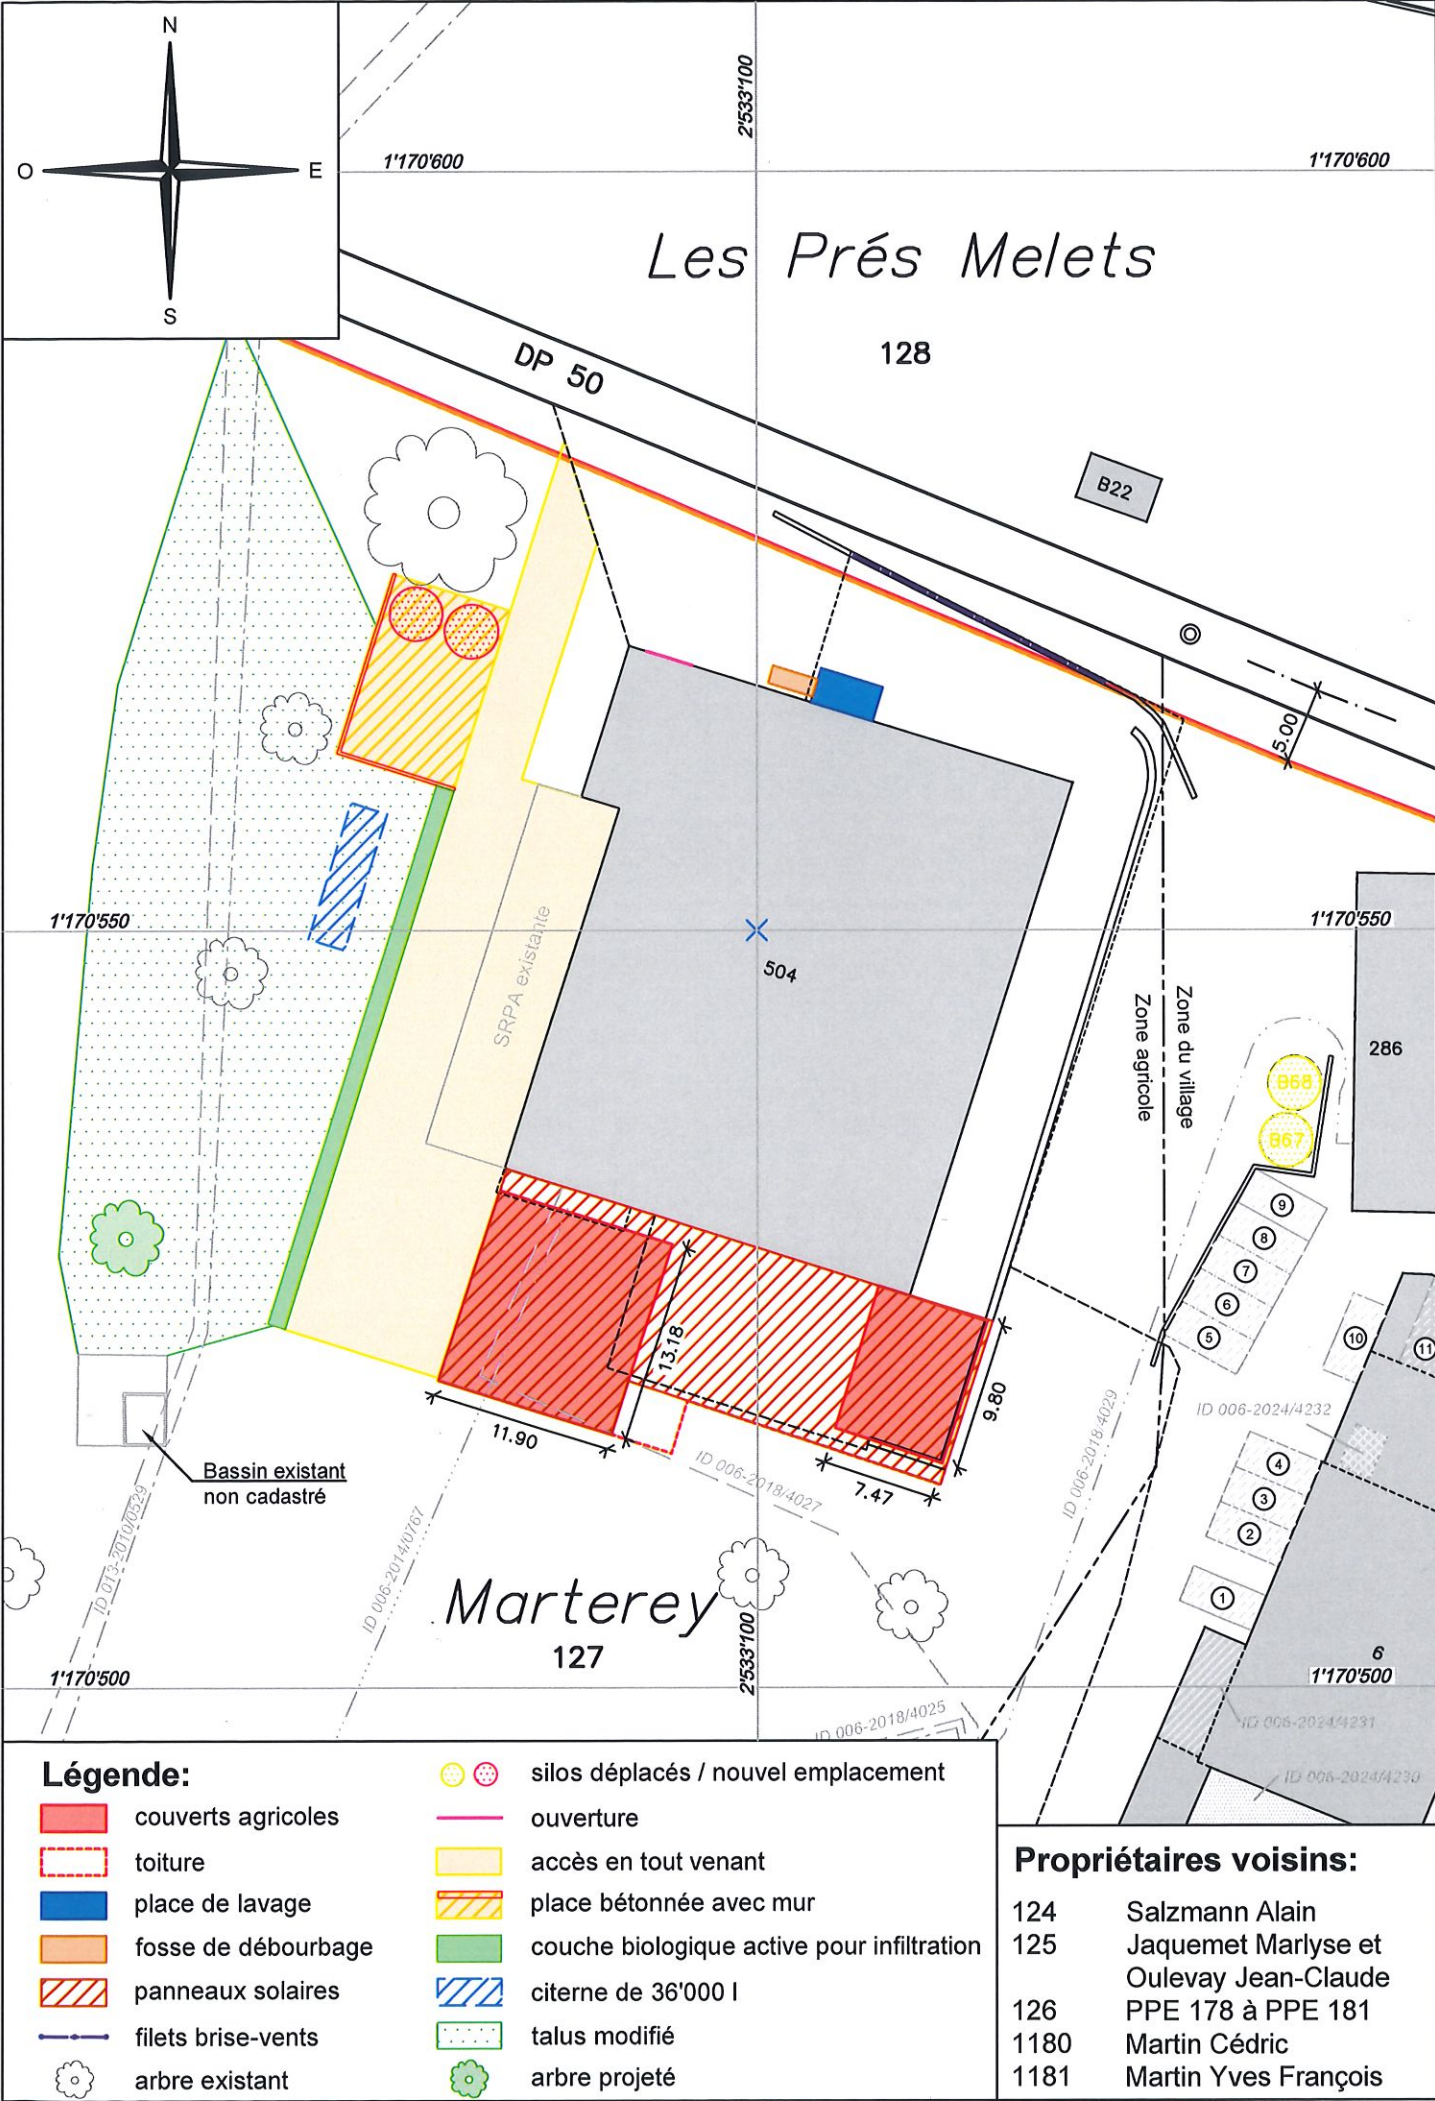 N
O
E
S
2'533'100
1'170'600
1'170'600
Les Prés Melets
128
DP 50
B22
5.00
1'170'550
1'170'550
504
SRPA existante
Zone du village
Zone agricole
286
B68
B67
9
8
7
6
5
10
11
13.18
9.80
11.90
7.47
ID 006-2018/4029
ID 006-2024/4232
4
3
2
1
Bassin existant
non cadastré
ID 013-2010/0529
ID 006-2014/0767
ID 006-2018/4027
Marterey
127
2'533'100
6
1'170'500
1'170'500
ID 006-2018/4025
ID 006-2024/4231
ID 006-2024/4230
Légende:
couverts agricoles
toiture
place de lavage
fosse de débourbage
panneaux solaires
filets brise-vents
arbre existant
silos déplacés / nouvel emplacement
ouverture
accès en tout venant
place bétonnée avec mur
couche biologique active pour infiltration
citerne de 36'000 l
talus modifié
arbre projeté
Propriétaires voisins:
124 Salzmann Alain
125 Jaquemet Marlyse et
Oulevay Jean-Claude
126 PPE 178 à PPE 181
1180 Martin Cédric
1181 Martin Yves François